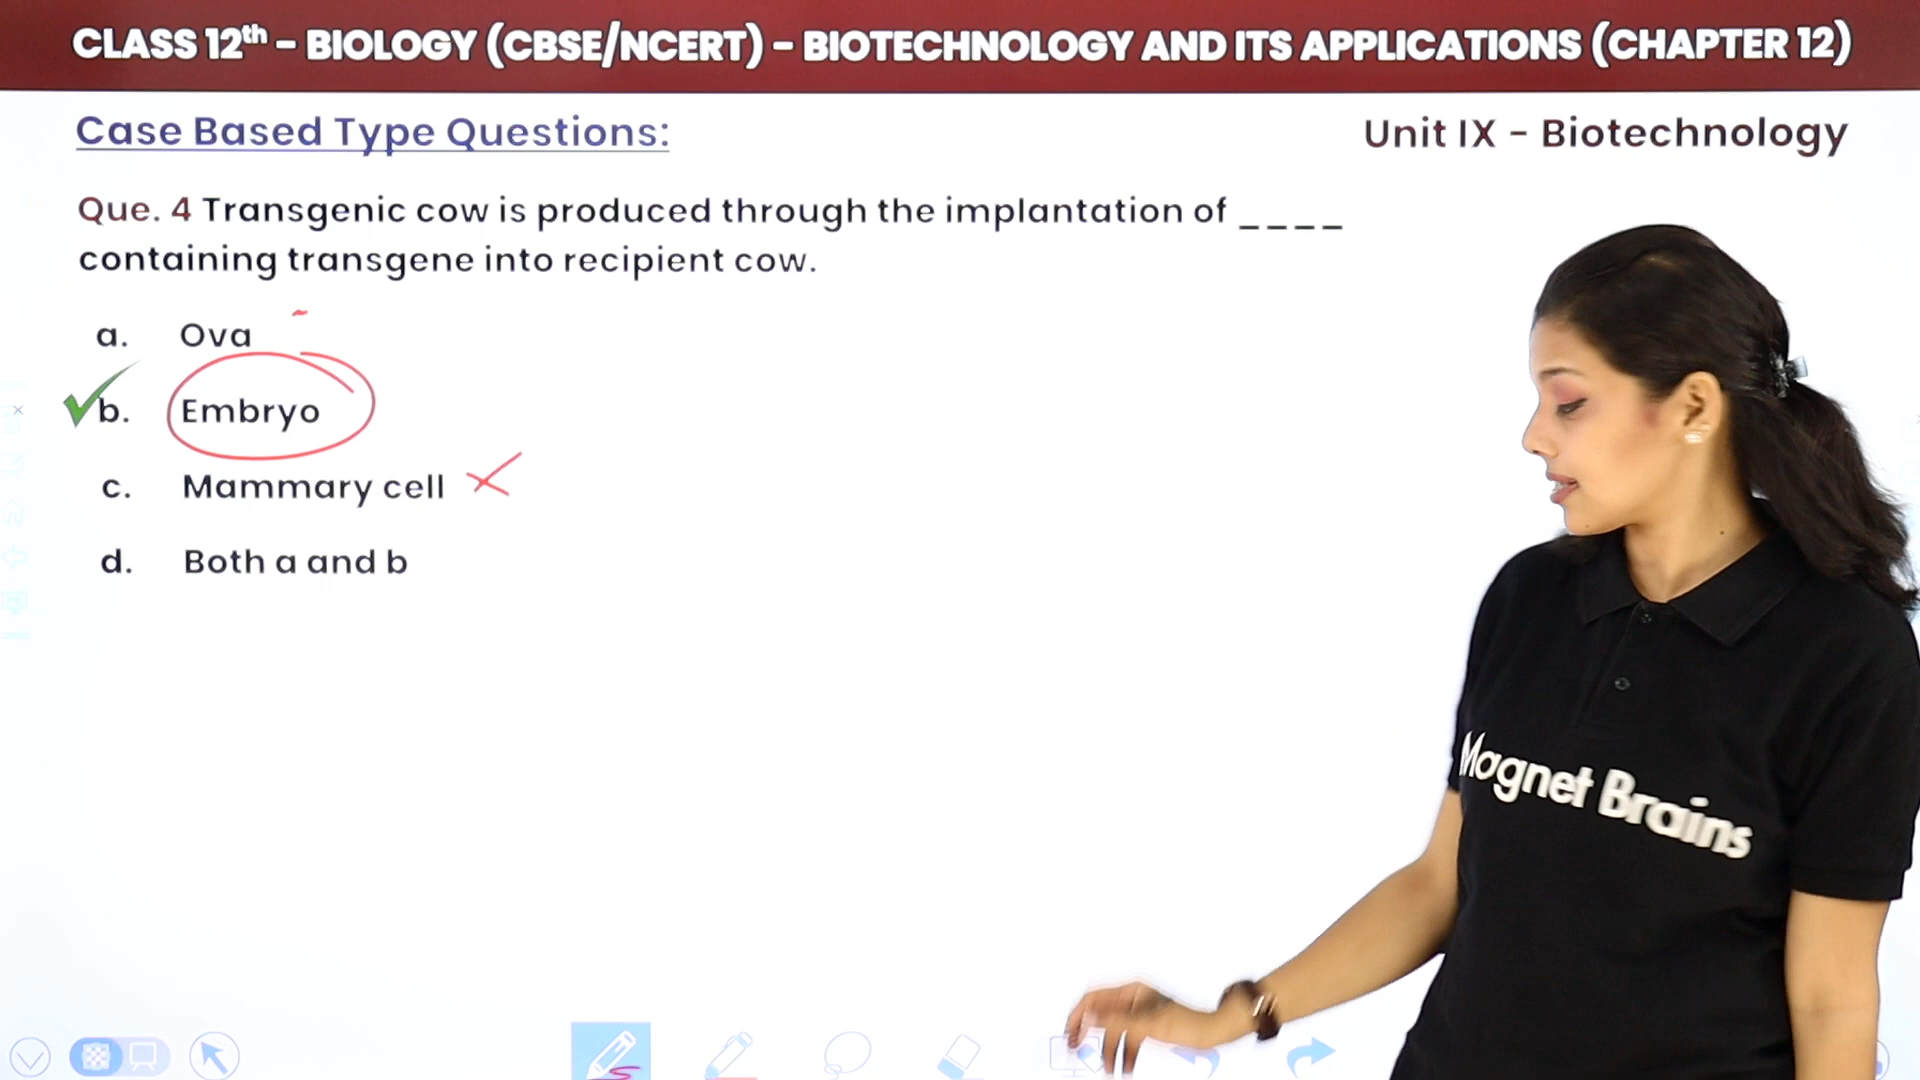 CLASS 12th – BIOLOGY (CBSE/NCERT) – BIOTECHNOLOGY AND ITS APPLICATIONS (CHAPTER 12)
Case Based Type Questions:
Unit IX – Biotechnology
Que. 4 Transgenic cow is produced through the implantation of ____
containing transgene into recipient cow.
a. Ova
b. Embryo
c. Mammary cell
d. Both a and b
Magnet Brains